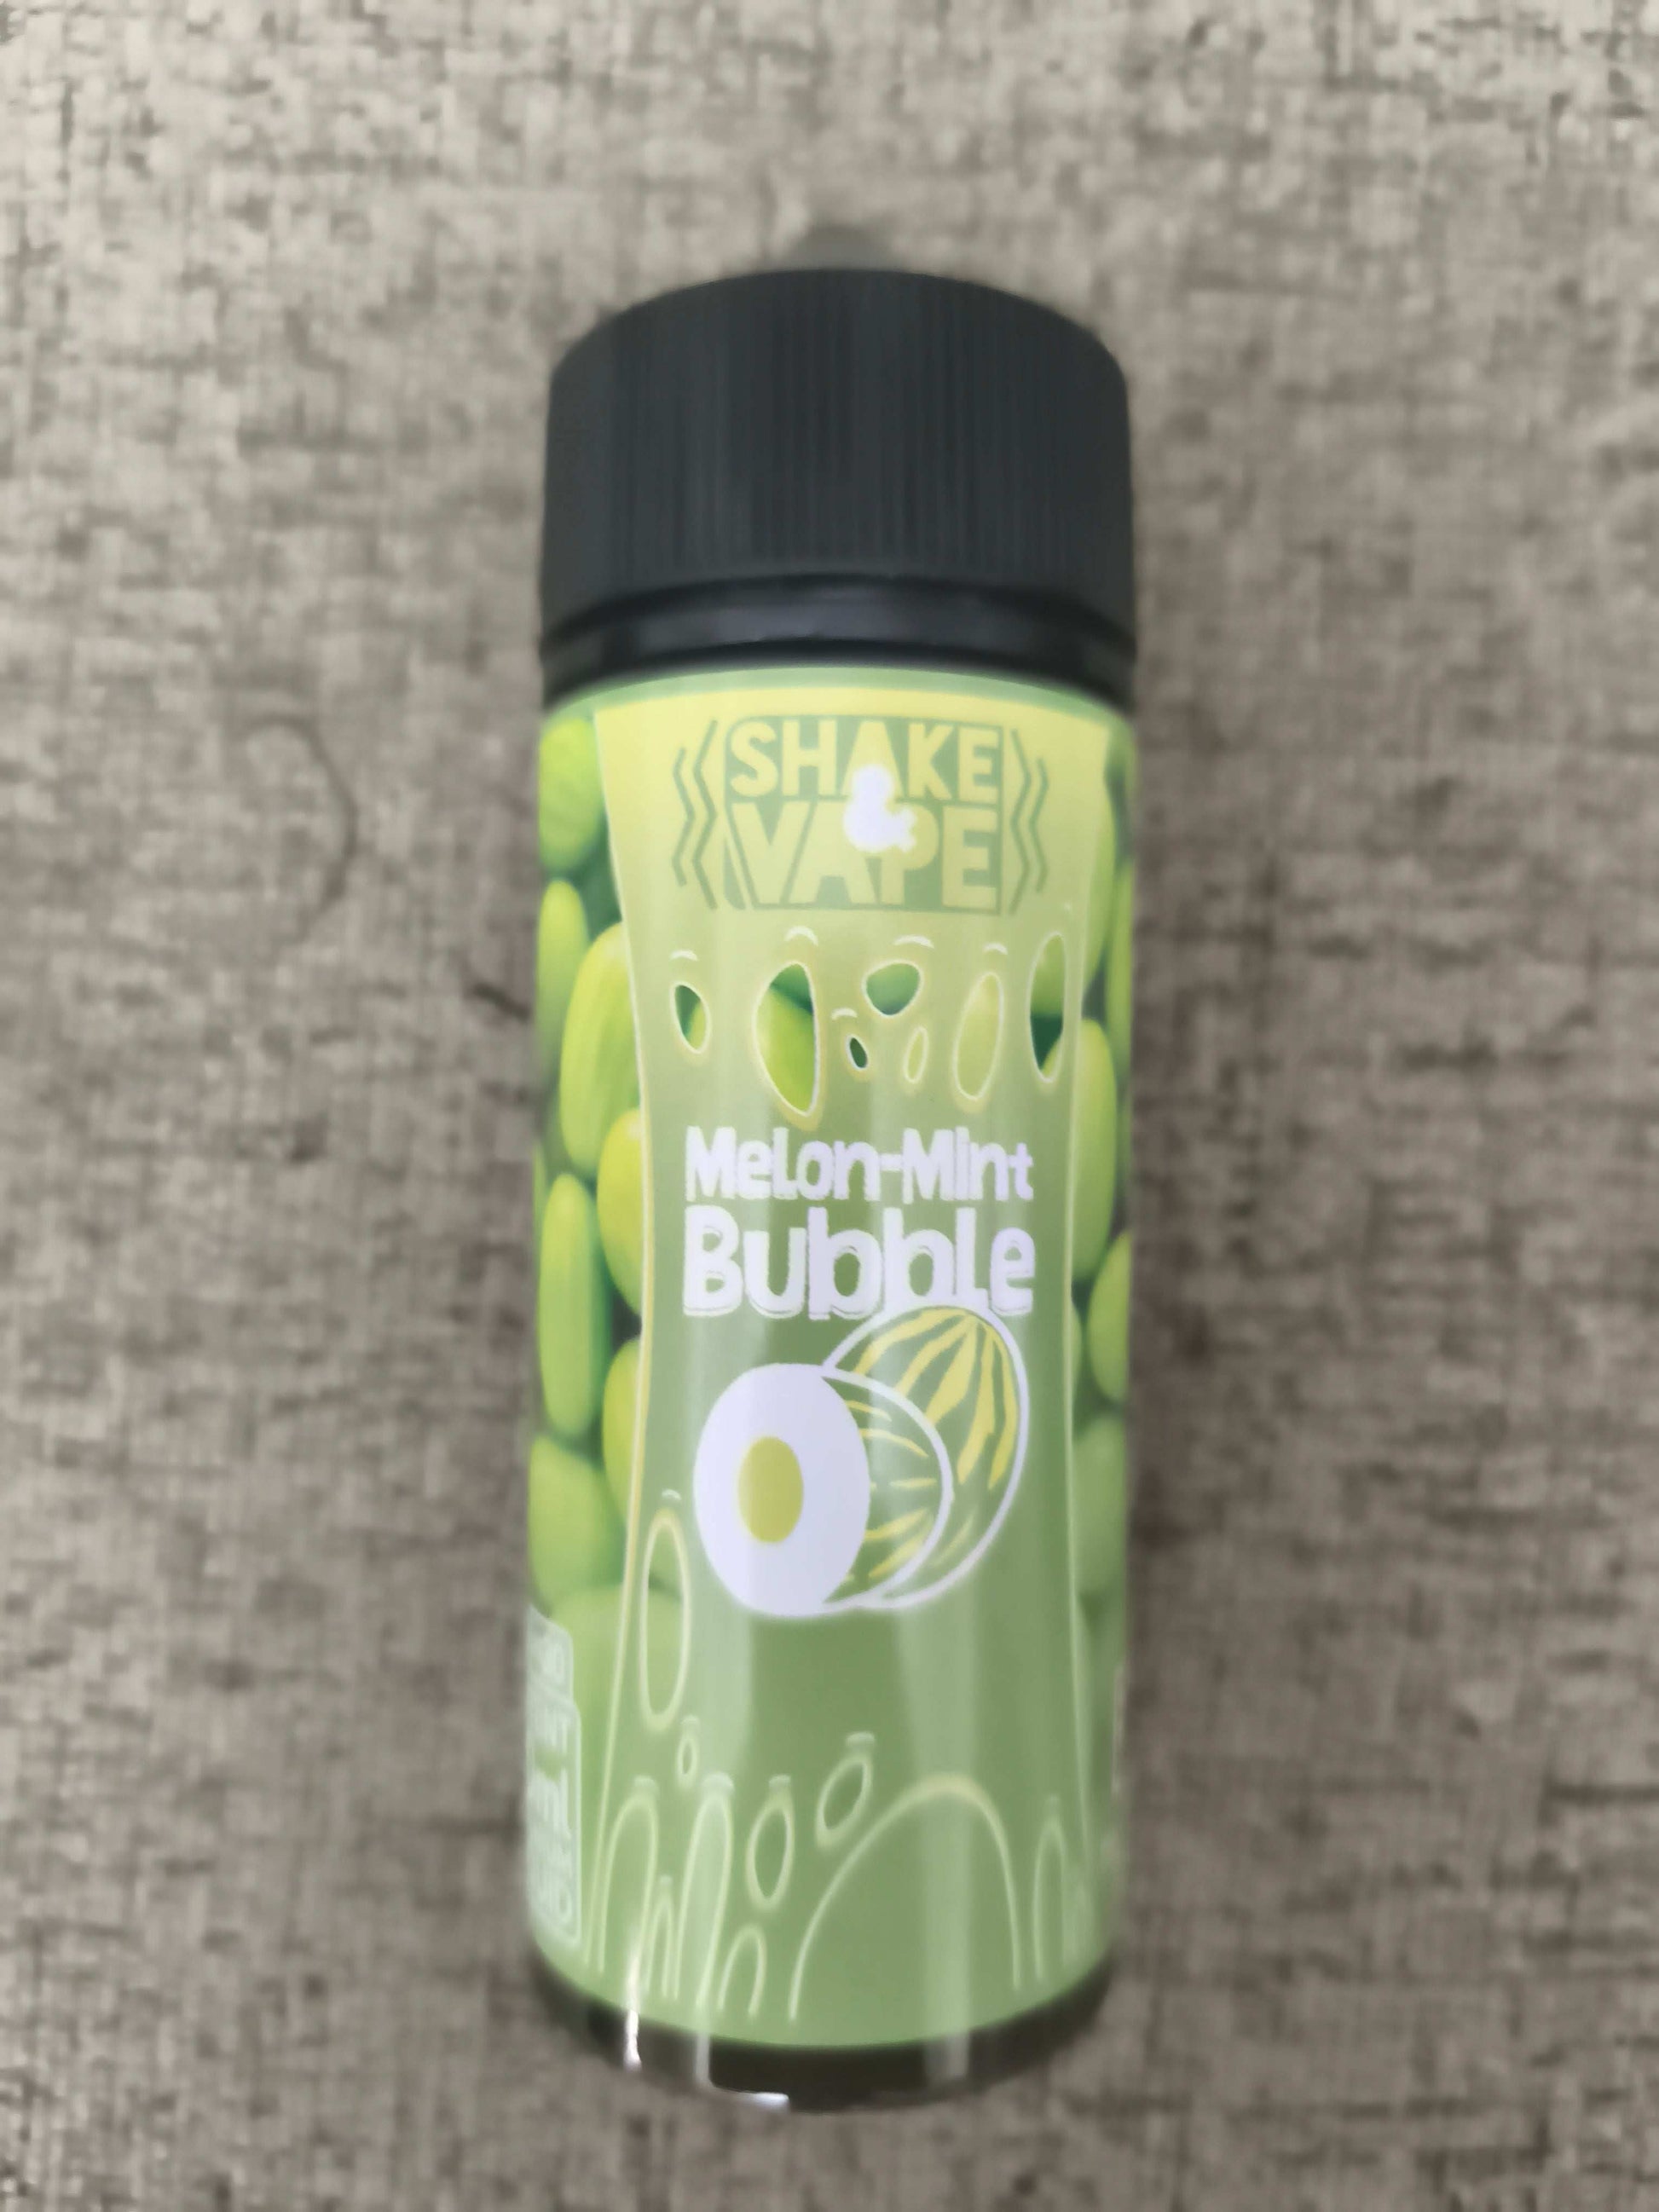 SHAKE
&
VAPE
Melon-Mint
Bubble